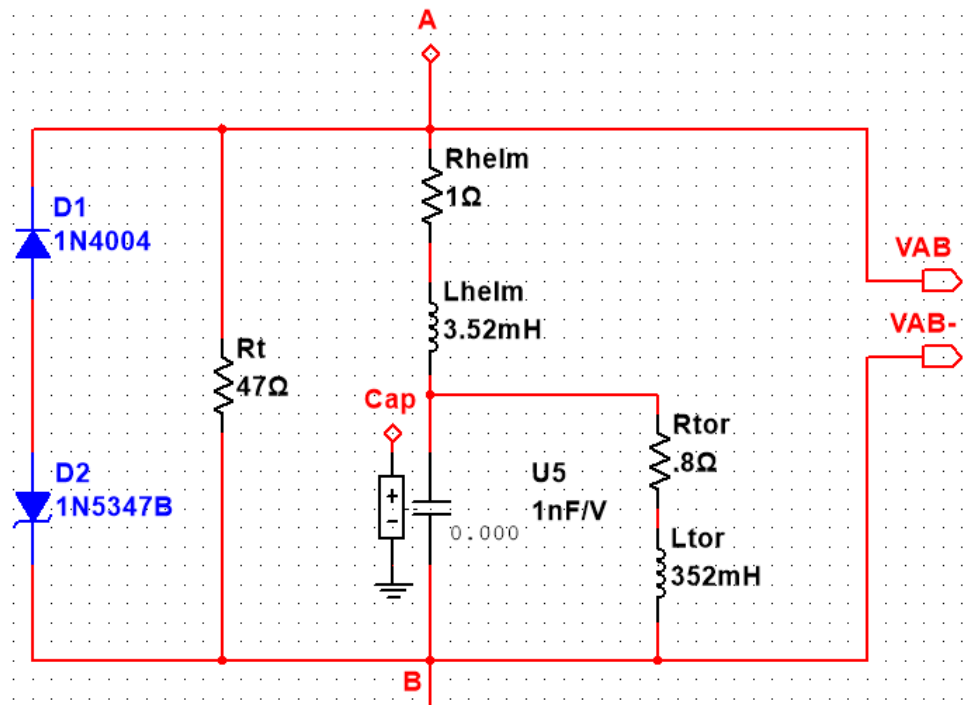 A
Rhelm
1Ω
D1
1N4004
VAB
Lhelm
3.52mH
VAB-
Rt
47Ω
Cap
+
-
Rtor
.8Ω
D2
1N5347B
U5
1nF/V
0.000
Ltor
352mH
B